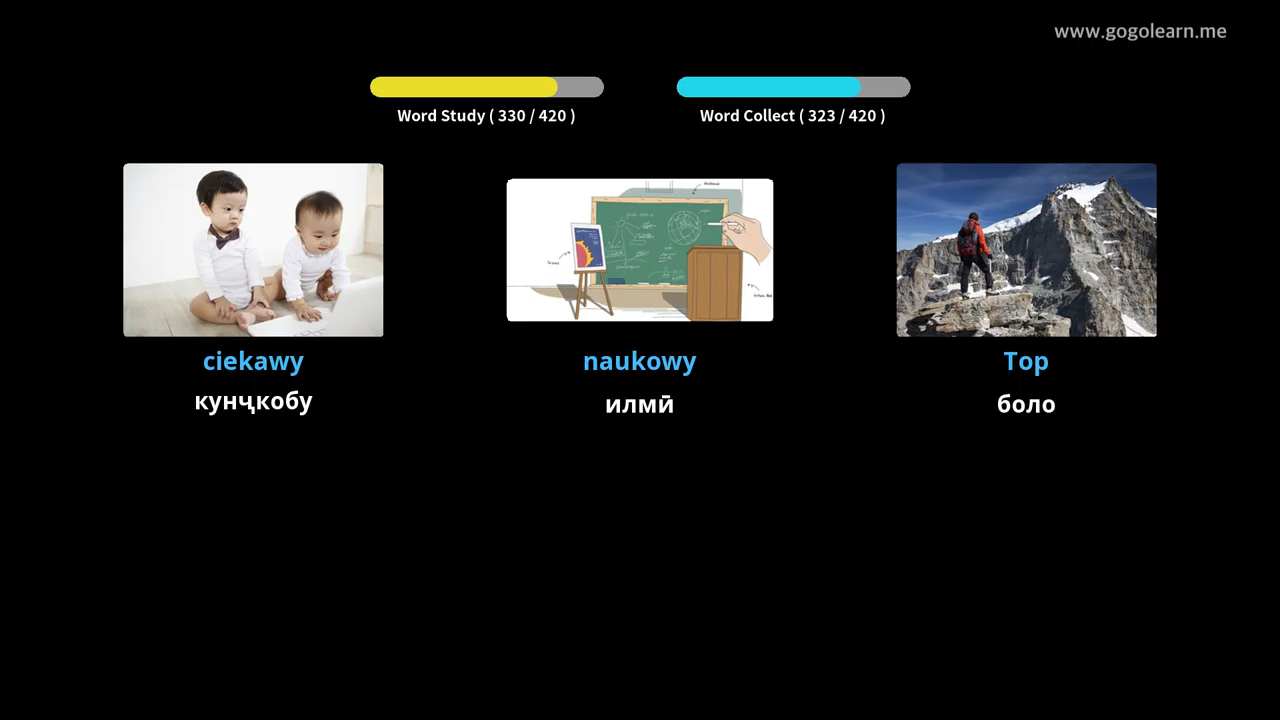 www.gogolearn.me
Word Study ( 330 / 420 )
Word Collect ( 323 / 420 )
ciekawy
naukowy
Top
кунҷкобу
илмӣ
боло